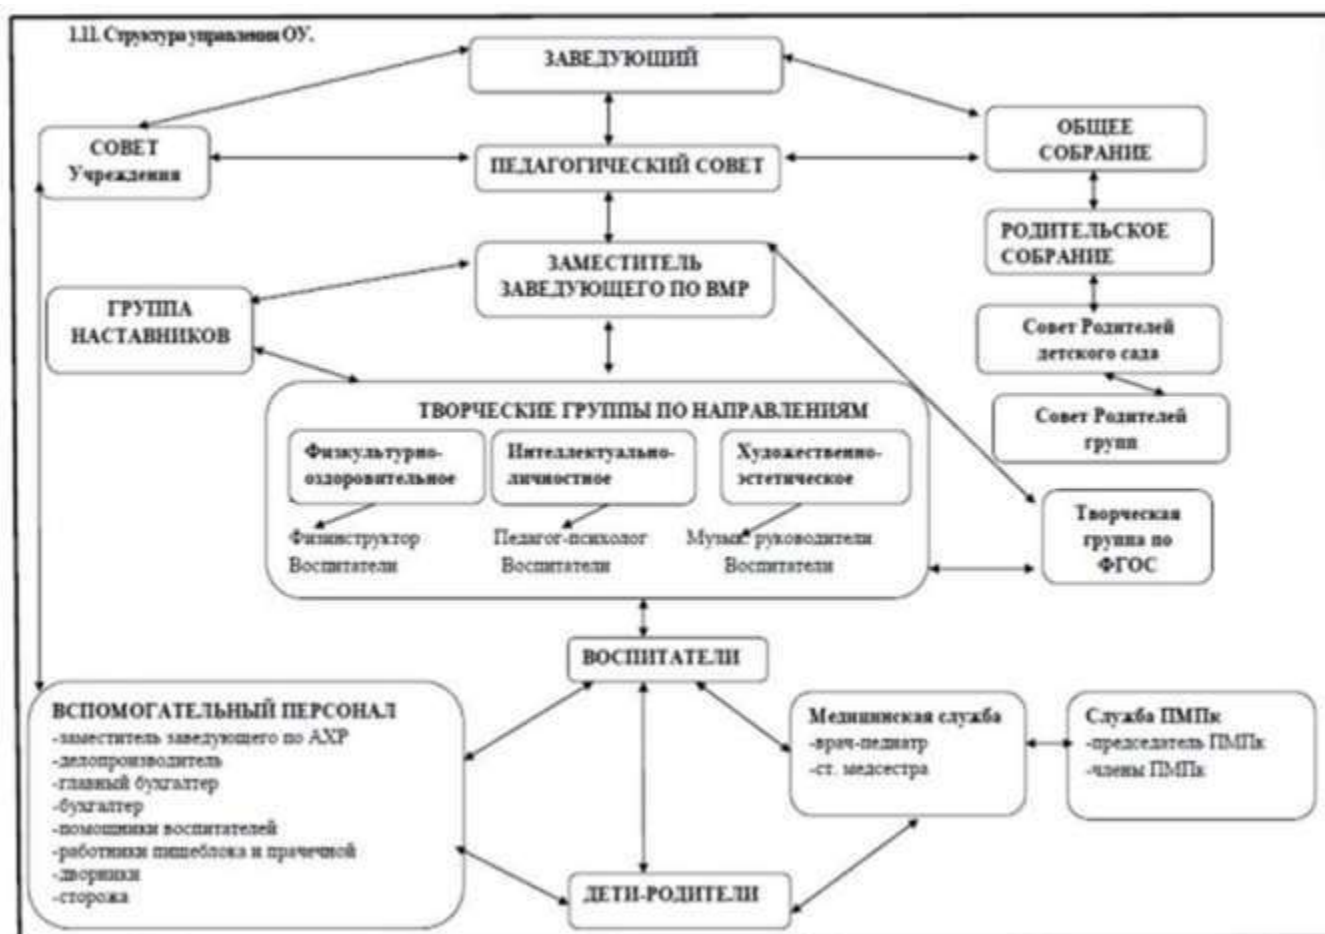 1.11. Структура управления ОУ.
ЗАВЕДУЮЩИЙ
СОВЕТ
Учреждения
ПЕДАГОГИЧЕСКИЙ СОВЕТ
ОБЩЕЕ
СОБРАНИЕ
РОДИТЕЛЬСКОЕ
СОБРАНИЕ
ЗАМЕСТИТЕЛЬ
ЗАВЕДУЮЩЕГО ПО ВМР
ГРУППА
НАСТАВНИКОВ
Совет Родителей
детского сада
Совет Родителей
групп
ТВОРЧЕСКИЕ ГРУППЫ ПО НАПРАВЛЕНИЯМ
Физкультурно-
оздоровительное
Интеллектуально-
личностное
Художественно-
эстетическое
Физинструктор
Воспитатели
Педагог-психолог
Воспитатели
Музык. руководители
Воспитатели
Творческая
группа по
ФГОС
ВОСПИТАТЕЛИ
ВСПОМОГАТЕЛЬНЫЙ ПЕРСОНАЛ
-заместитель заведующего по АХР
-делопроизводитель
-главный бухгалтер
-бухгалтер
-помощники воспитателей
-работники пищеблока и прачечной
-дворники
-сторожа
Медицинская служба
-врач-педиатр
-ст. медсестра
Служба ПМПк
-председатель ПМПк
-члены ПМПк
ДЕТИ-РОДИТЕЛИ